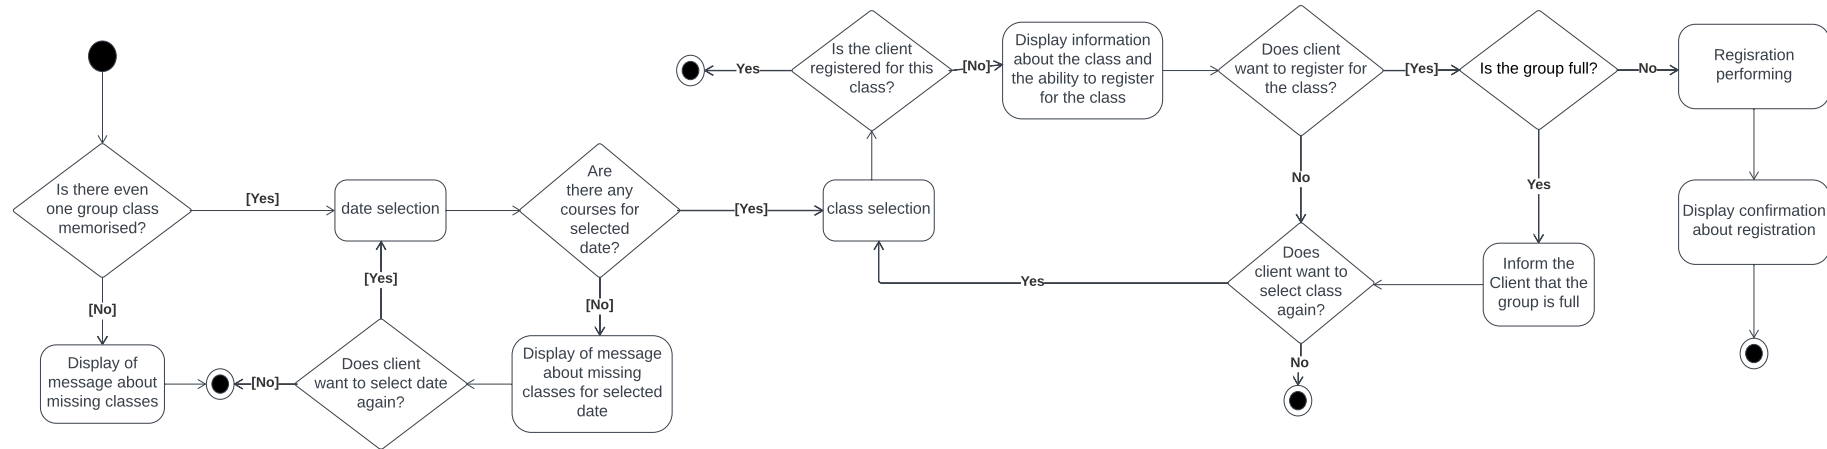 Is there even
one group class
memorised?
[Yes]
[No]
Display of
message about
missing classes
date selection
[Yes]
[No]
Does client
want to select date
again?
Are
there any
courses for
selected
date?
[Yes]
[No]
Display of message
about missing
classes for selected
date
class selection
Yes
Is the client
registered for this
class?
[No]
Display information
about the class and
the ability to register
for the class
Does client
want to register for
the class?
[Yes]
No
Is the group full?
No
Yes
Regisration
performing
Display confirmation
about registration
Inform the
Client that the
group is full
Does
client want to
select class
again?
Yes
No